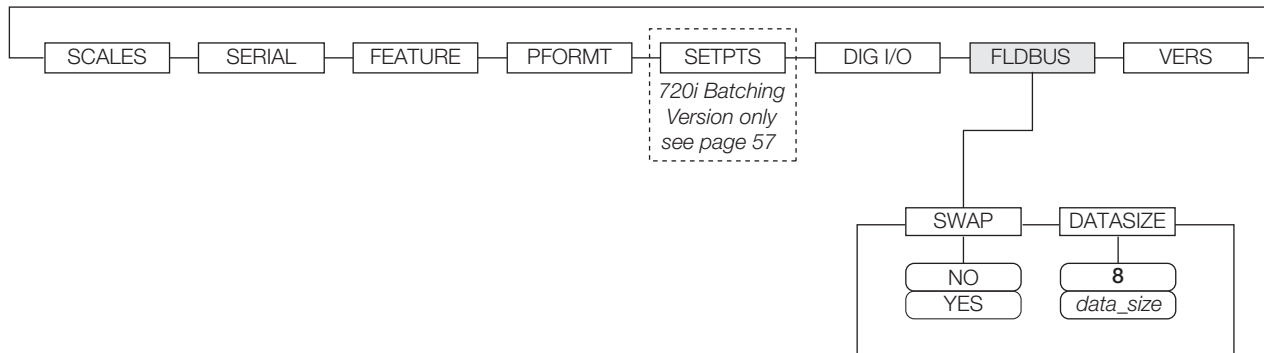 SCALES SERIAL FEATURE PFORMT SETPTS DIG I/O FLDBUS VERS
720i Batching
Version only
see page 57
SWAP DATASIZE
NO 8
YES data_size